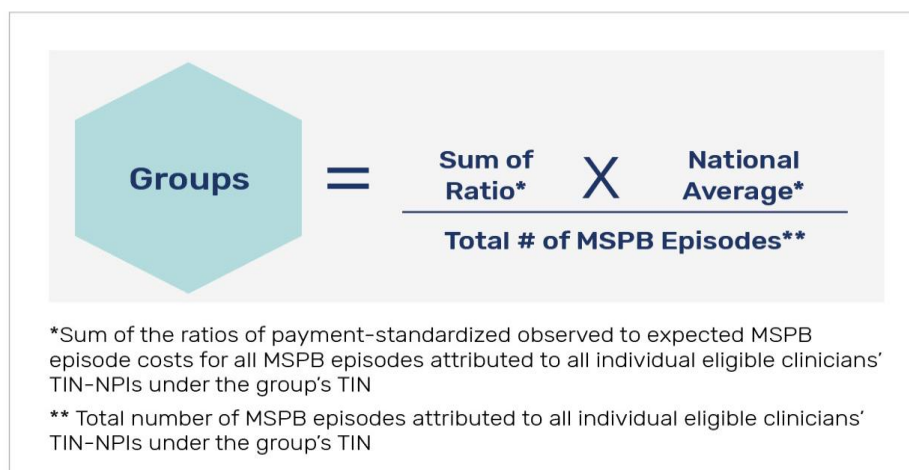 Groups
=
Sum of
Ratio*
X
National
Average*
Total # of MSPB Episodes**
*Sum of the ratios of payment-standardized observed to expected MSPB
episode costs for all MSPB episodes attributed to all individual eligible clinicians’
TIN-NPIs under the group’s TIN
** Total number of MSPB episodes attributed to all individual eligible clinicians’
TIN-NPIs under the group’s TIN